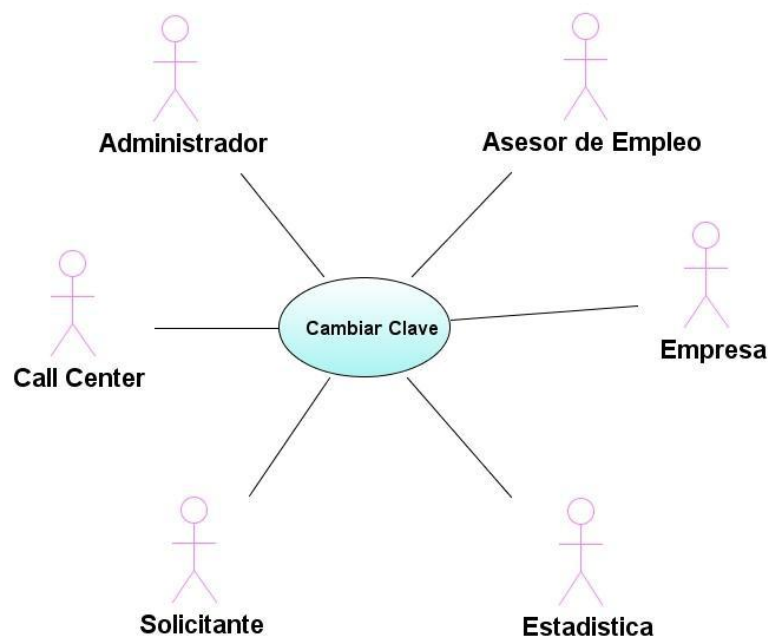 Administrador
Asesor de Empleo
Cambiar Clave
Empresa
Call Center
Solicitante
Estadistica